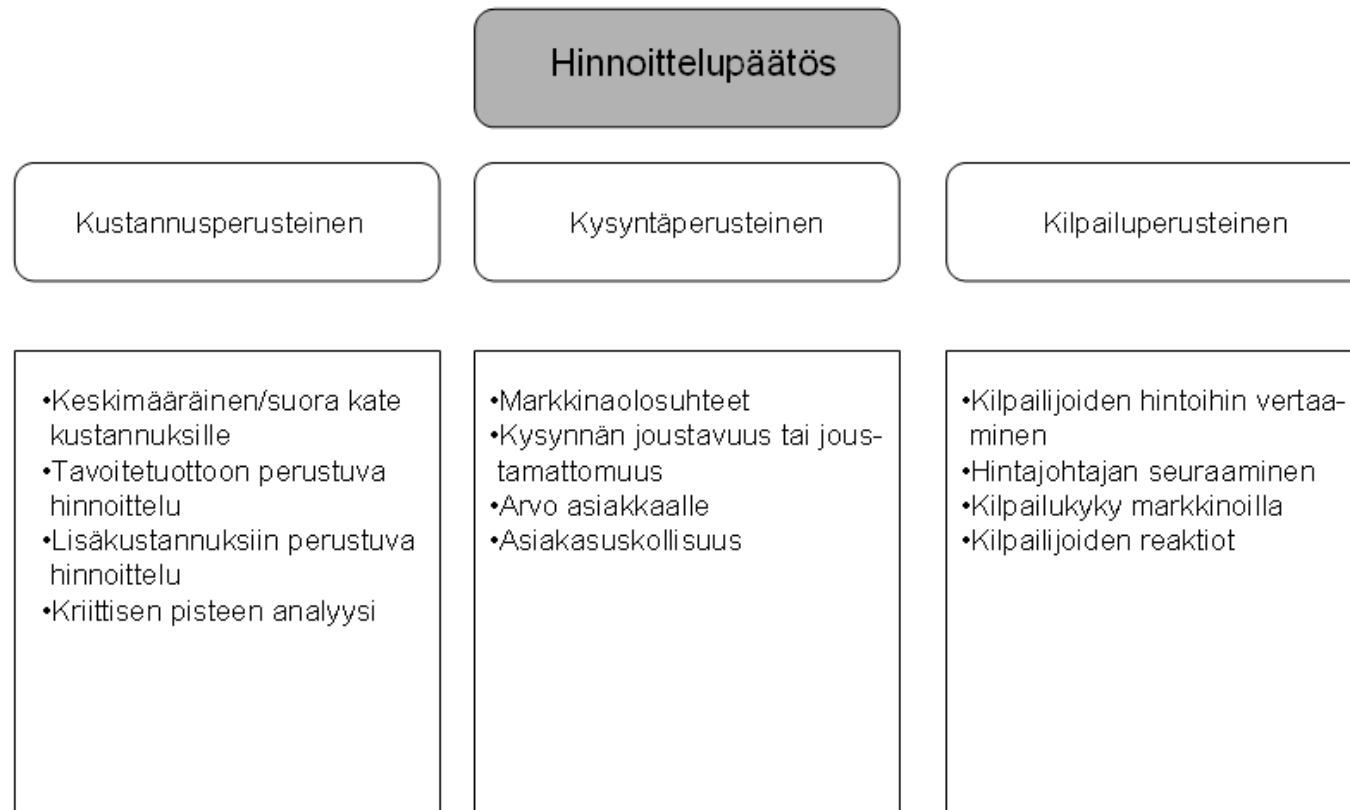 Hinnoittelupäätös
Kustannusperusteinen
Kysyntäperusteinen
Kilpailuperusteinen
•Keskimääräinen/suora kate
kustannuksille
•Tavoitetuottoon perustuva
hinnoittelu
•Lisäkustannuksiin perustuva
hinnoittelu
•Kriittisen pisteen analyysi
•Markkinaolosuhteet
•Kysynnän joustavuus tai jous-
tamattomuus
•Arvo asiakkaalle
•Asiakasuskollisuus
•Kilpailijoiden hintoihin vertaa-
minen
•Hintajohtajan seuraaminen
•Kilpailukyky markkinoilla
•Kilpailijoiden reaktiot